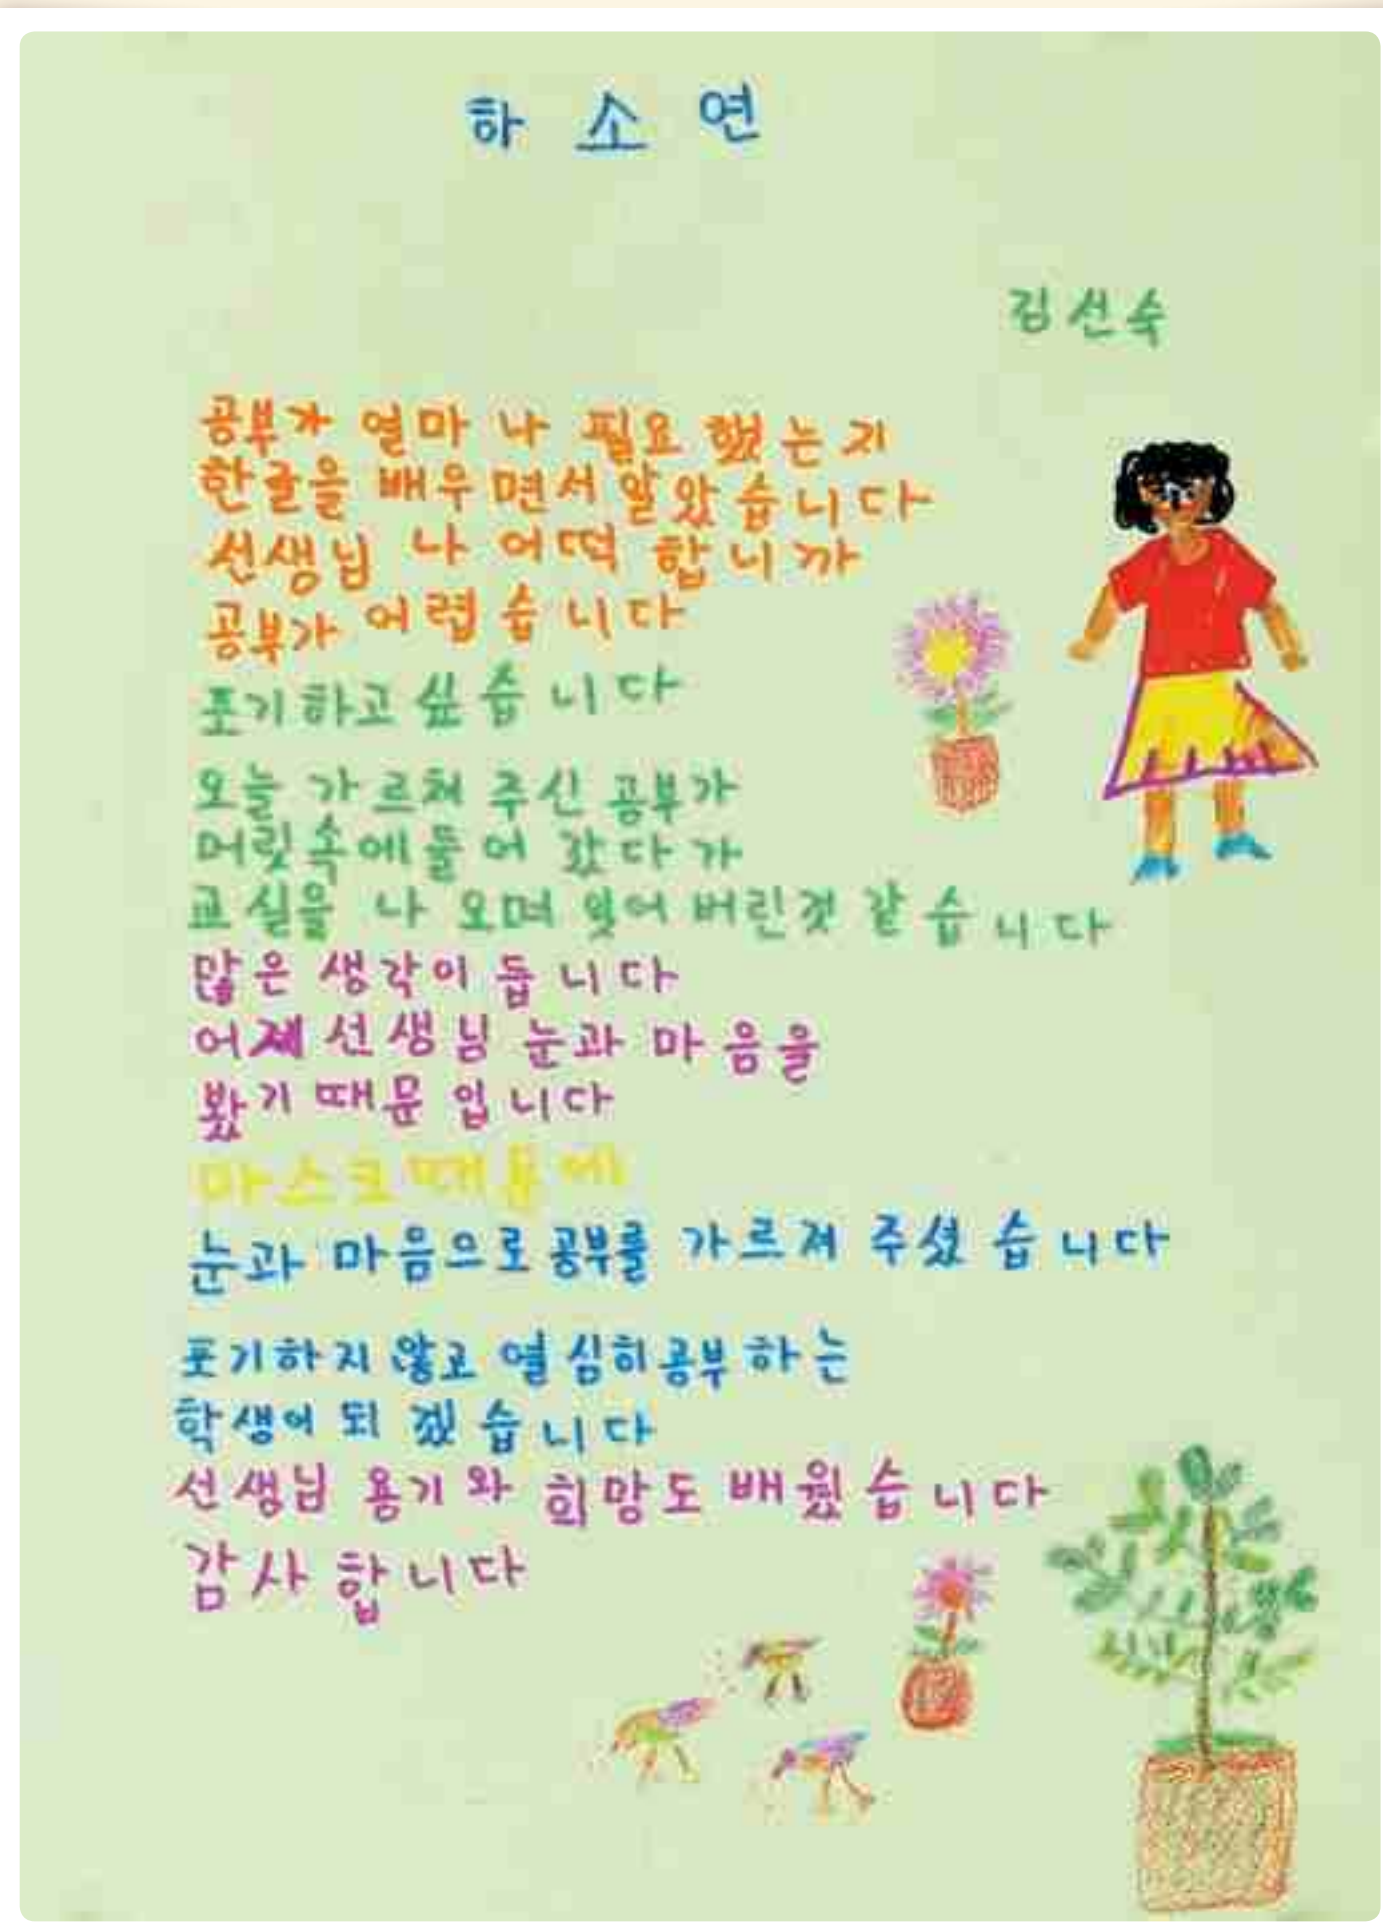 하소연
김선숙
공부가 얼마나 필요했는지
한글을 배우면서 알았습니다
선생님 나 어떡 합니까
공부가 어렵습니다
포기하고 싶습니다
오늘 가르쳐 주신 공부가
머릿속에 들어 갔다가
교실을 나오며 잊어 버린것 같습니다
많은 생각이 듭니다
어제 선생님 눈과 마음을
봤기 때문입니다
마스크 때문에
눈과 마음으로 공부를 가르쳐 주셨습니다
포기하지 않고 열심히 공부하는
학생이 되겠습니다
선생님 용기와 희망도 배웠습니다
감사합니다